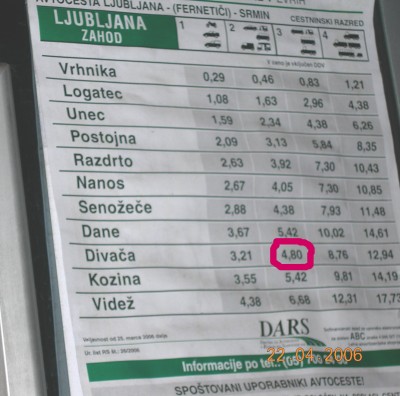 AVTOCESTA LJUBLJANA - (FERNETIČI) - SRMIN
CESTNINSKI RAZRED
LJUBLJANA
ZAHOD
1 2 3 4
Vrhnika 0,29 0,46 0,83 1,21
Logatec 1,08 1,63 2,96 4,38
Unec 1,59 2,34 4,38 6,26
Postojna 2,09 3,13 5,84 8,35
Razdrto 2,63 3,92 7,30 10,43
Nanos 2,67 4,05 7,30 10,85
Senožeče 2,88 4,38 7,93 11,48
Dane 3,67 5,42 10,02 14,61
Divača 3,21 4,80 8,76 12,94
Kozina 3,55 5,42 9,81 14,19
Videž 4,38 6,68 12,31 17,73
DARS
22 04 2006
Informacije po tel.
SPOŠTOVANI UPORABNIKI AVTOCESTE!